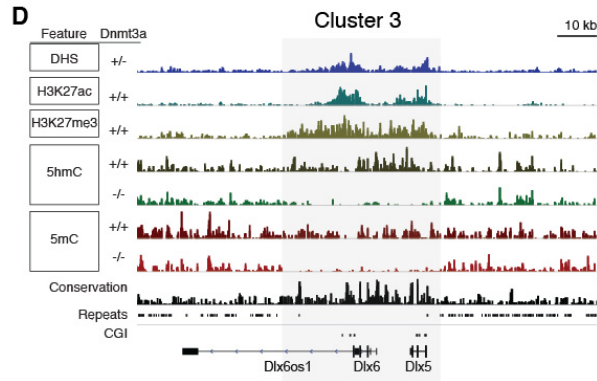 D
Cluster 3
10 kb
Feature Dnmt3a
DHS +/-
H3K27ac +/+
H3K27me3 +/+
5hmC +/+
-/-
5mC +/+
-/-
Conservation
Repeats
CGI
Dlx6os1 Dlx6 Dlx5